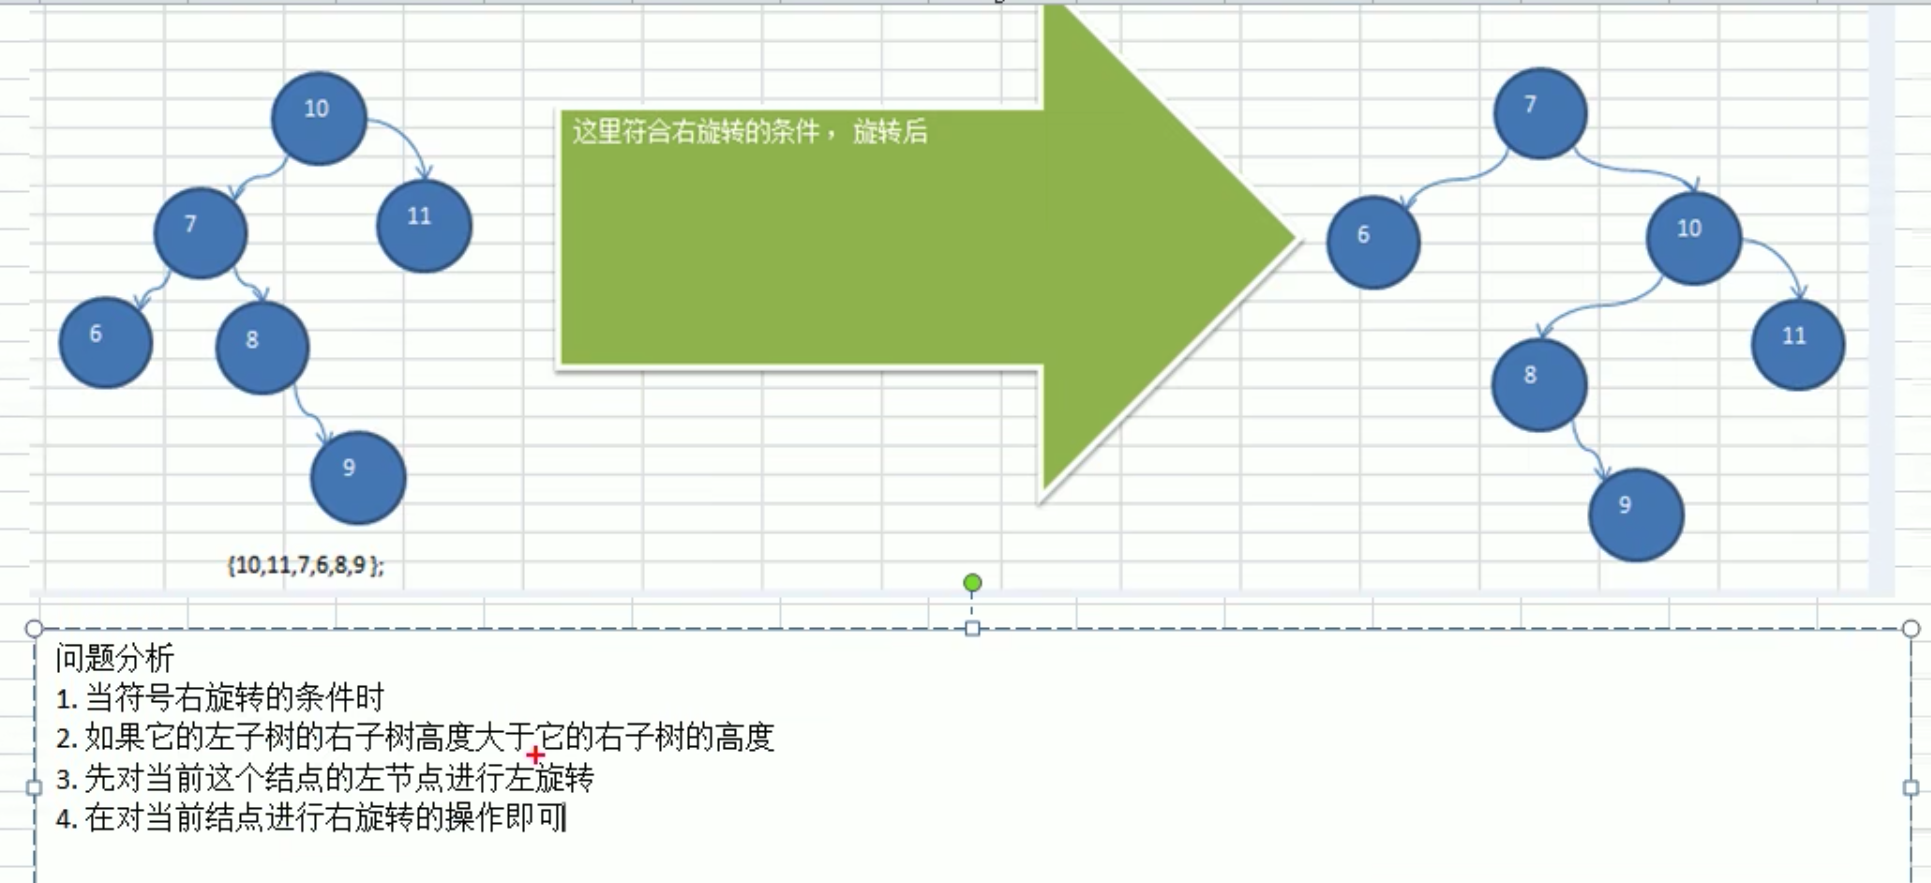 10
7
11
6
8
9
{10,11,7,6,8,9 };
这里符合右旋转的条件， 旋转后
7
6
10
8
11
9
问题分析
1. 当符号右旋转的条件时
2. 如果它的左子树的右子树高度大于它的右子树的高度
3. 先对当前这个结点的左节点进行左旋转
4. 在对当前结点进行右旋转的操作即可